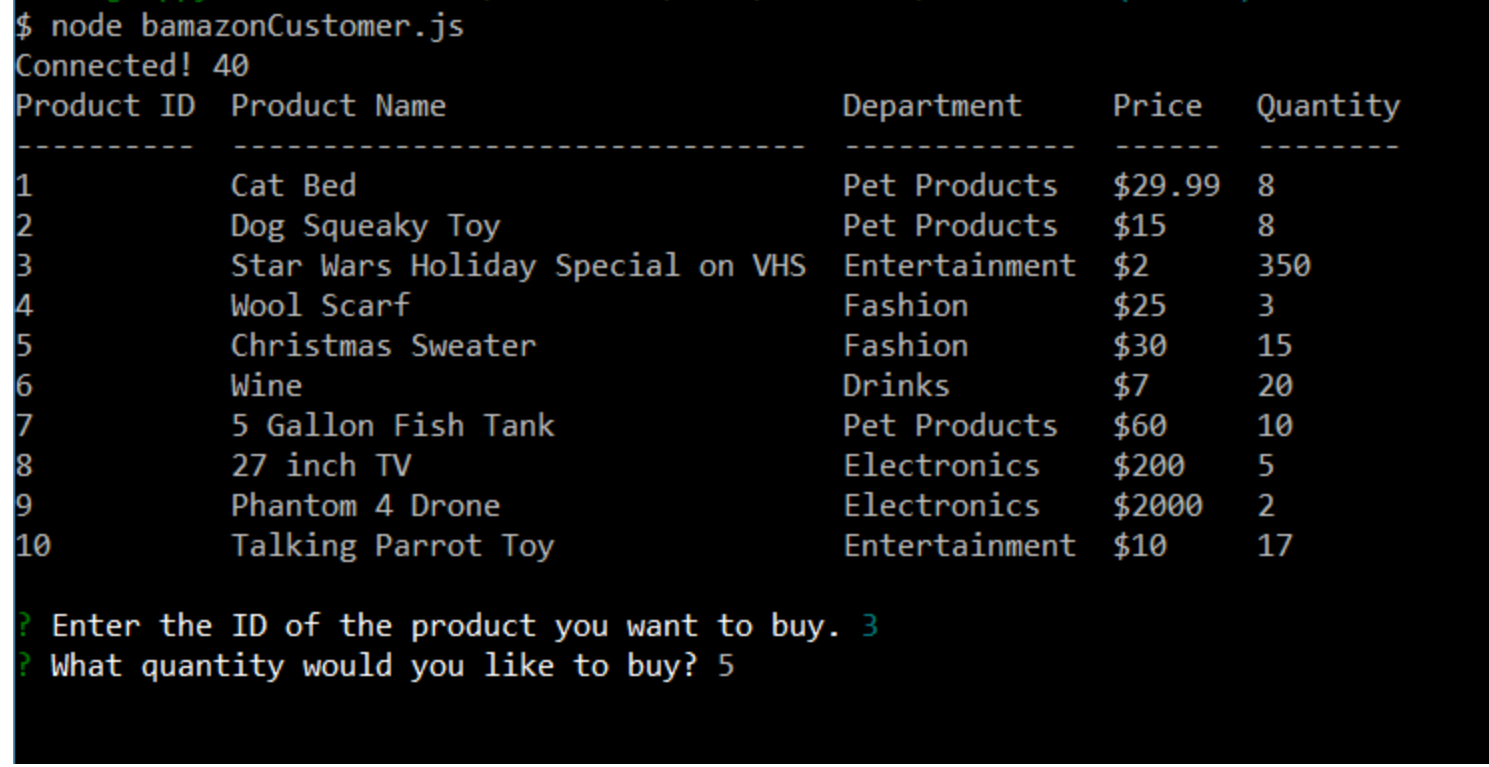 $ node bamazonCustomer.js
Connected! 40
Product ID  Product Name                      Department     Price   Quantity
----------  --------------------------------  -------------  ------  --------
1           Cat Bed                           Pet Products   $29.99  8
2           Dog Squeaky Toy                   Pet Products   $15     8
3           Star Wars Holiday Special on VHS  Entertainment  $2      350
4           Wool Scarf                        Fashion        $25     3
5           Christmas Sweater                 Fashion        $30     15
6           Wine                              Drinks         $7      20
7           5 Gallon Fish Tank                Pet Products   $60     10
8           27 inch TV                        Electronics    $200    5
9           Phantom 4 Drone                   Electronics    $2000   2
10          Talking Parrot Toy                Entertainment  $10     17
? Enter the ID of the product you want to buy. 3
? What quantity would you like to buy? 5